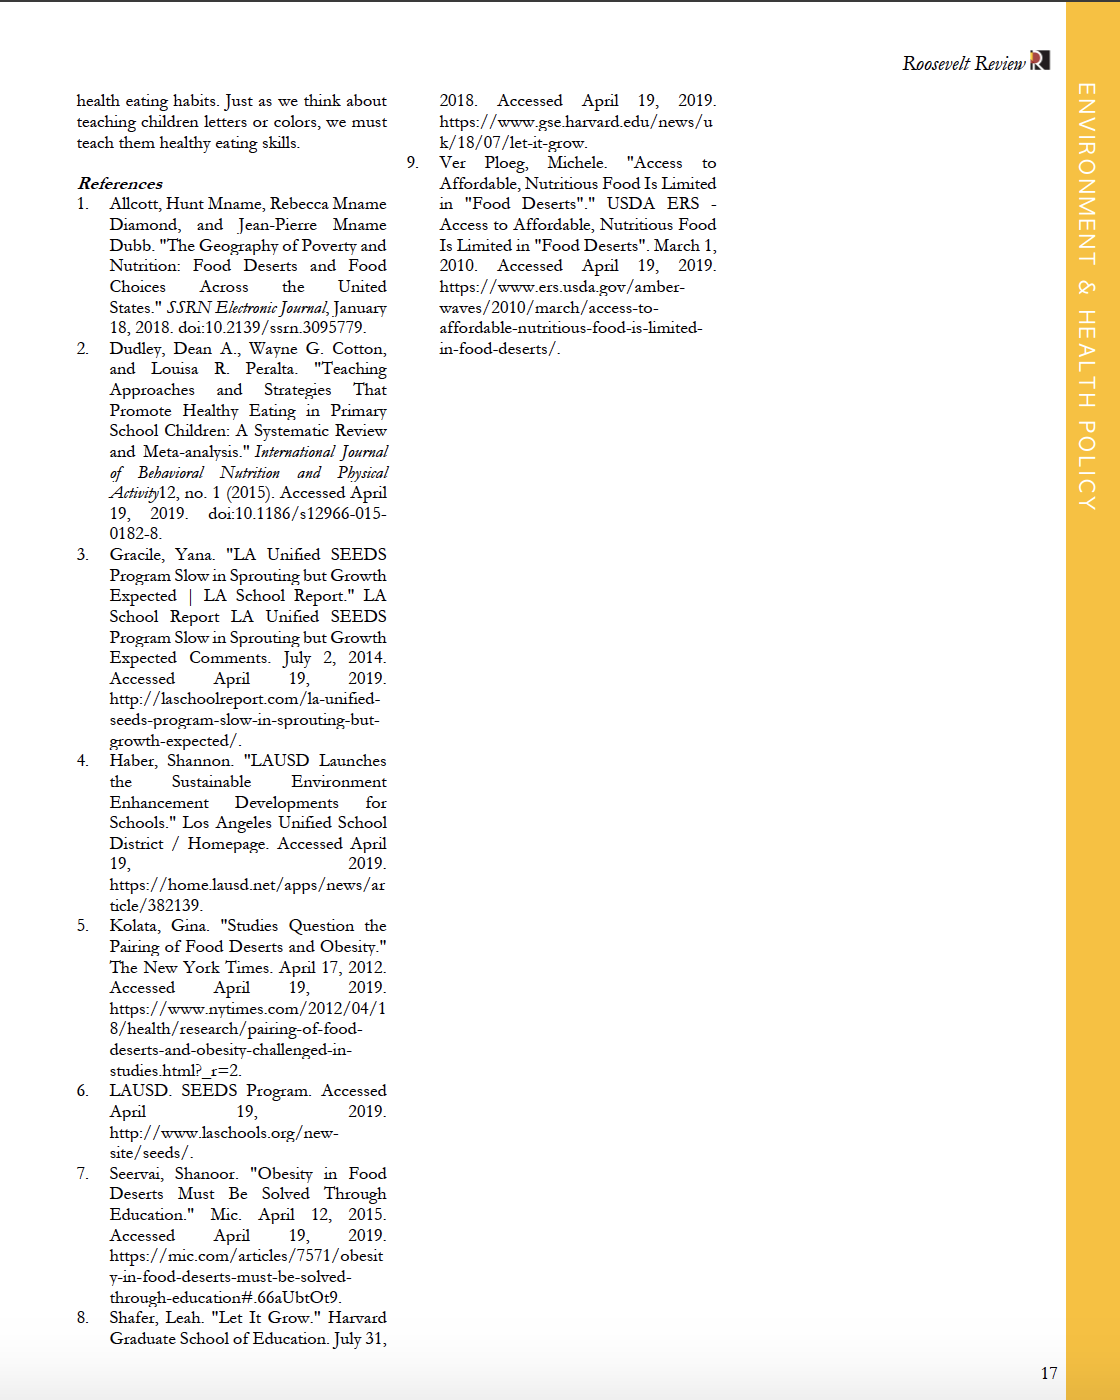 Roosevelt Review
health eating habits. Just as we think about
teaching children letters or colors, we must
teach them healthy eating skills.
References
1. Allcott, Hunt Mname, Rebecca Mname
Diamond, and Jean-Pierre Mname
Dubb. "The Geography of Poverty and
Nutrition: Food Deserts and Food
Choices Across the United
States." SSRN Electronic Journal, January
18, 2018. doi:10.2139/ssrn.3095779.
2. Dudley, Dean A., Wayne G. Cotton,
and Louisa R. Peralta. "Teaching
Approaches and Strategies That
Promote Healthy Eating in Primary
School Children: A Systematic Review
and Meta-analysis." International Journal
of Behavioral Nutrition and Physical
Activity12, no. 1 (2015). Accessed April
19, 2019. doi:10.1186/s12966-015-
0182-8.
3. Gracile, Yana. "LA Unified SEEDS
Program Slow in Sprouting but Growth
Expected | LA School Report." LA
School Report LA Unified SEEDS
Program Slow in Sprouting but Growth
Expected Comments. July 2, 2014.
Accessed April 19, 2019.
http://laschoolreport.com/la-unified-
seeds-program-slow-in-sprouting-but-
growth-expected/.
4. Haber, Shannon. "LAUSD Launches
the Sustainable Environment
Enhancement Developments for
Schools." Los Angeles Unified School
District / Homepage. Accessed April
19, 2019.
https://home.lausd.net/apps/news/ar
ticle/382139.
5. Kolata, Gina. "Studies Question the
Pairing of Food Deserts and Obesity."
The New York Times. April 17, 2012.
Accessed April 19, 2019.
https://www.nytimes.com/2012/04/1
8/health/research/pairing-of-food-
deserts-and-obesity-challenged-in-
studies.html?_r=2.
6. LAUSD. SEEDS Program. Accessed
April 19, 2019.
http://www.laschools.org/new-
site/seeds/.
7. Seervai, Shanoor. "Obesity in Food
Deserts Must Be Solved Through
Education." Mic. April 12, 2015.
Accessed April 19, 2019.
https://mic.com/articles/7571/obesit
y-in-food-deserts-must-be-solved-
through-education#.66aUbtOt9.
8. Shafer, Leah. "Let It Grow." Harvard
Graduate School of Education. July 31,
2018. Accessed April 19, 2019.
https://www.gse.harvard.edu/news/u
k/18/07/let-it-grow.
9. Ver Ploeg, Michele. "Access to
Affordable, Nutritious Food Is Limited
in "Food Deserts"." USDA ERS -
Access to Affordable, Nutritious Food
Is Limited in "Food Deserts". March 1,
2010. Accessed April 19, 2019.
https://www.ers.usda.gov/amber-
waves/2010/march/access-to-
affordable-nutritious-food-is-limited-
in-food-deserts/.
ENVIRONMENT & HEALTH POLICY
17